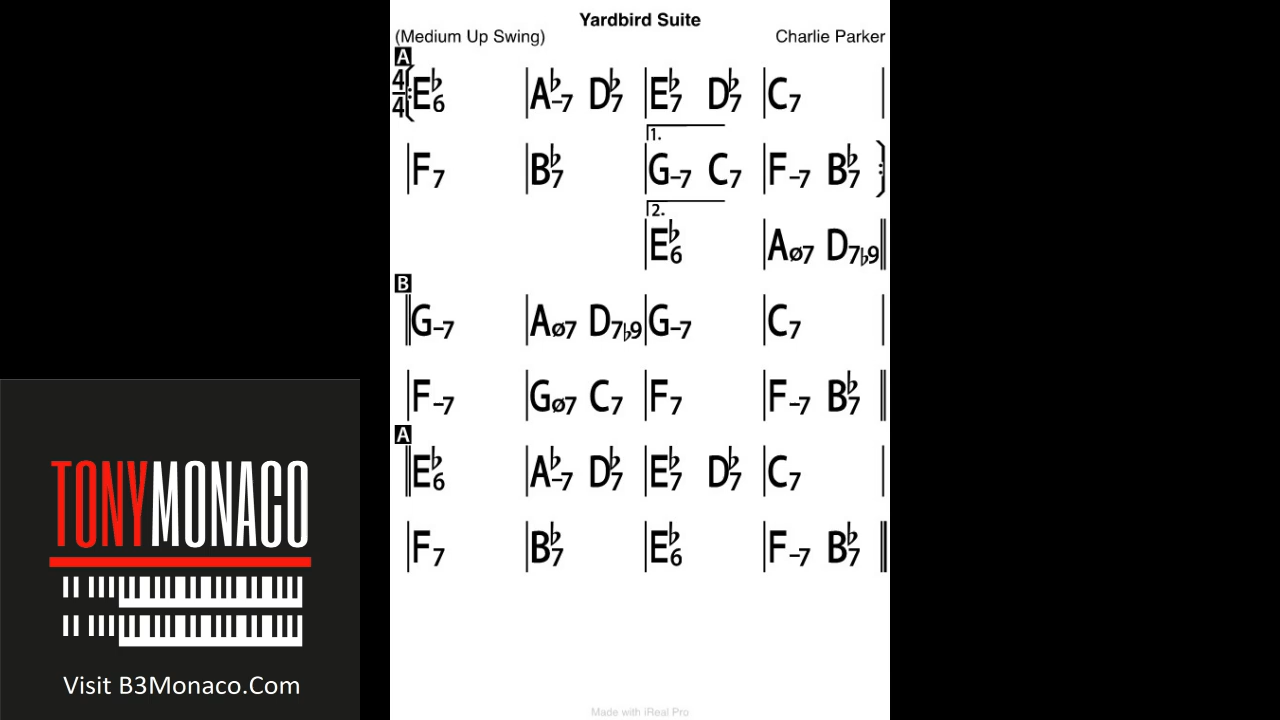 Yardbird Suite
(Medium Up Swing) Charlie Parker
A
4/4 E♭6 | A♭-7 D♭7 | E♭7 D♭7 | C7 |
1.
| F7 | B♭7 | G-7 C7 | F-7 B♭7
2.
| E♭6 | Aø7 D7♭9
B
G-7 | Aø7 D7♭9 | G-7 | C7 |
| F-7 | Gø7 C7 | F7 | F-7 B♭7
A
E♭6 | A♭-7 D♭7 | E♭7 D♭7 | C7 |
| F7 | B♭7 | E♭6 | F-7 B♭7
TONYMONACO
Visit B3Monaco.Com
Made with iReal Pro